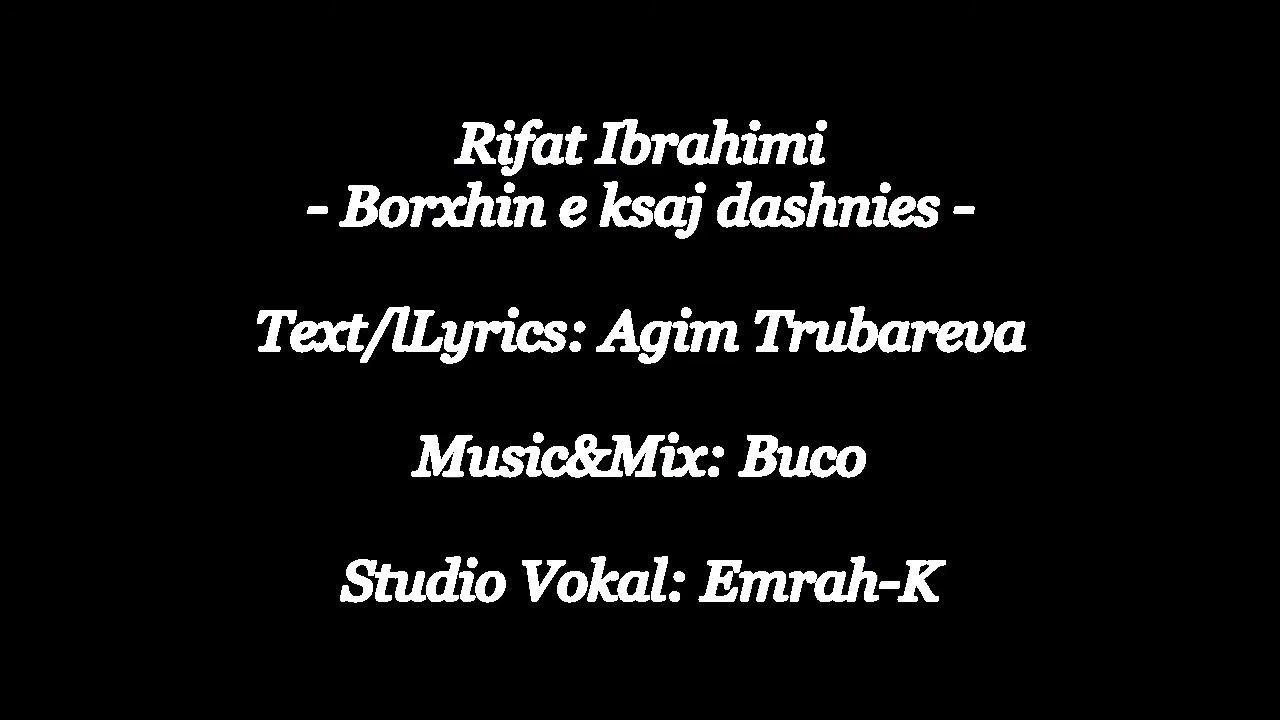 Rifat Ibrahimi
- Borxhin e ksaj dashnies -
Text/lLyrics: Agim Trubareva
Music&Mix: Buco
Studio Vokal: Emrah-K